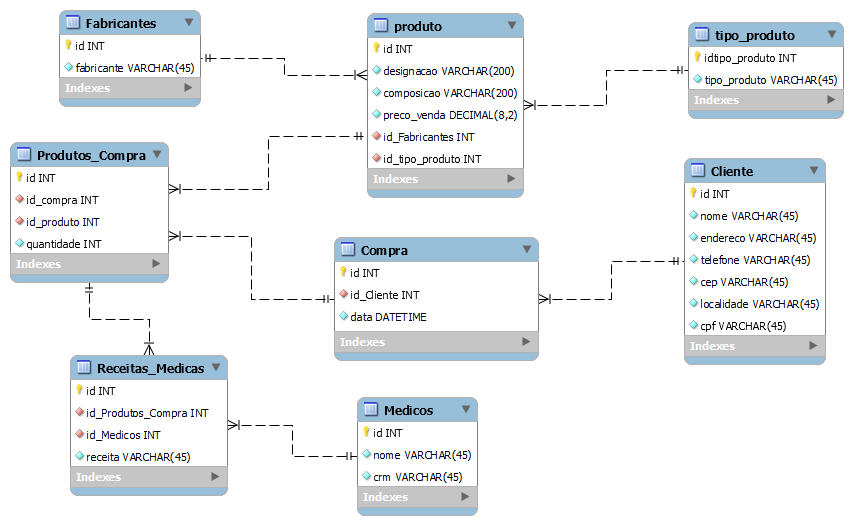 Fabricantes
id INT
fabricante VARCHAR(45)
Indexes
produto
id INT
designacao VARCHAR(200)
composicao VARCHAR(200)
preco_venda DECIMAL(8,2)
id_Fabricantes INT
id_tipo_produto INT
Indexes
tipo_produto
idtipo_produto INT
tipo_produto VARCHAR(45)
Indexes
Produtos_Compra
id INT
id_compra INT
id_produto INT
quantidade INT
Indexes
Compra
id INT
id_Cliente INT
data DATETIME
Indexes
Cliente
id INT
nome VARCHAR(45)
endereco VARCHAR(45)
telefone VARCHAR(45)
cep VARCHAR(45)
localidade VARCHAR(45)
cpf VARCHAR(45)
Indexes
Receitas_Medicas
id INT
id_Produtos_Compra INT
id_Medicos INT
receita VARCHAR(45)
Indexes
Medicos
id INT
nome VARCHAR(45)
crm VARCHAR(45)
Indexes